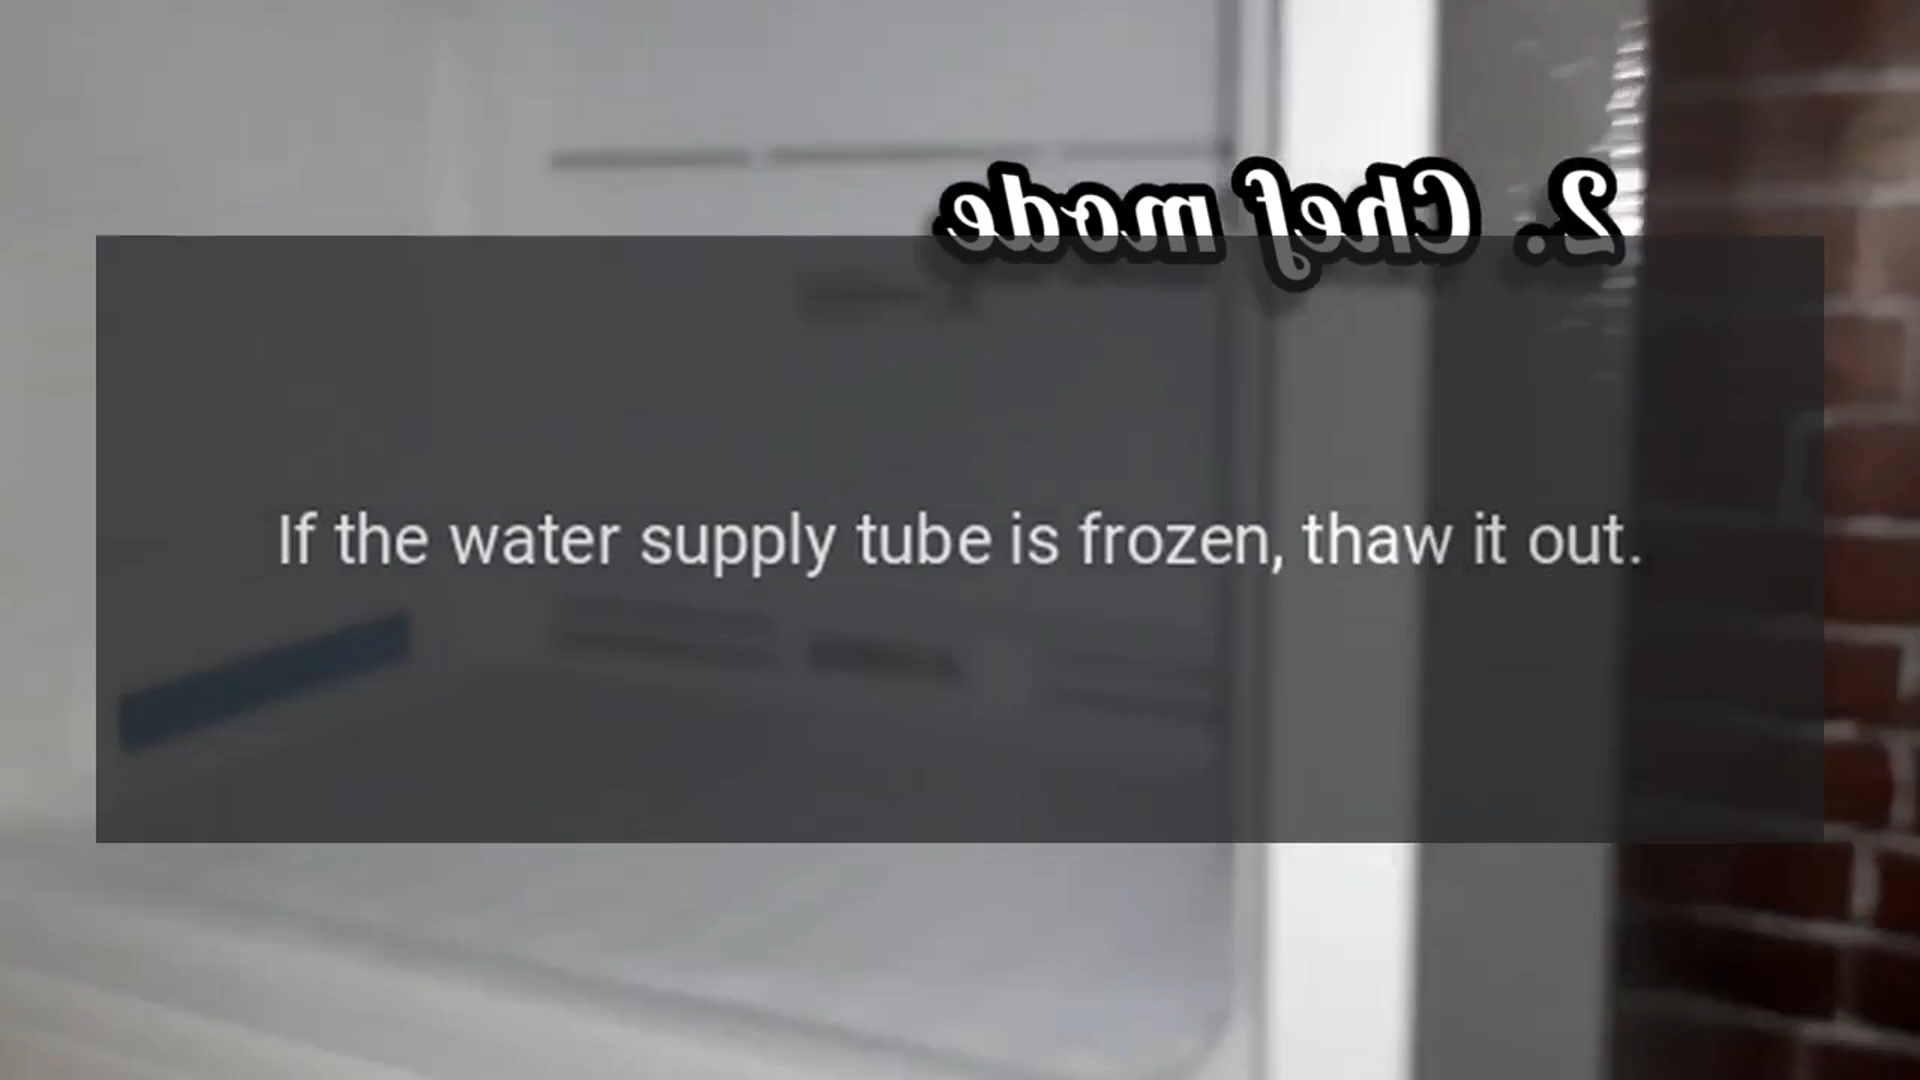 2. Chef mode
If the water supply tube is frozen, thaw it out.